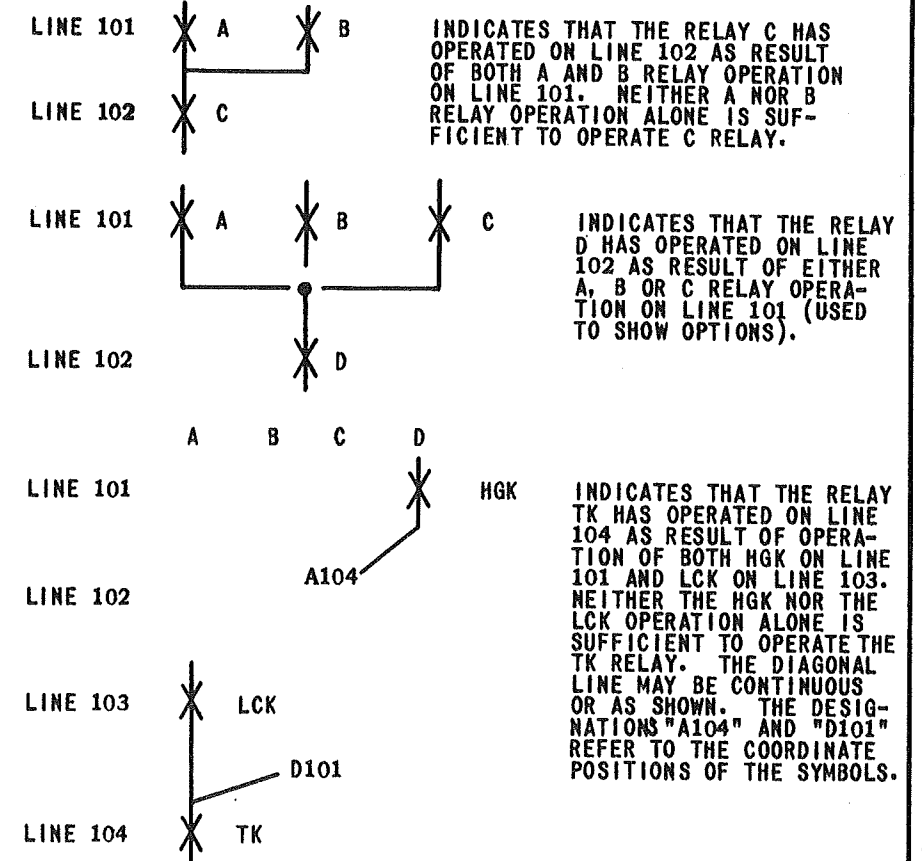 LINE 101 A B
INDICATES THAT THE RELAY C HAS
OPERATED ON LINE 102 AS RESULT
OF BOTH A AND B RELAY OPERATION
ON LINE 101. NEITHER A NOR B
RELAY OPERATION ALONE IS SUF-
FICIENT TO OPERATE C RELAY.
LINE 102 C
LINE 101 A B C
INDICATES THAT THE RELAY
D HAS OPERATED ON LINE
102 AS RESULT OF EITHER
A, B OR C RELAY OPERA-
TION ON LINE 101 (USED
TO SHOW OPTIONS).
LINE 102 D
A B C D
LINE 101 HGK
A104
LINE 102
LINE 103 LCK
D101
LINE 104 TK
INDICATES THAT THE RELAY
TK HAS OPERATED ON LINE
104 AS RESULT OF OPERA-
TION OF BOTH HGK ON LINE
101 AND LCK ON LINE 103.
NEITHER THE HGK NOR THE
LCK OPERATION ALONE IS
SUFFICIENT TO OPERATE THE
TK RELAY. THE DIAGONAL
LINE MAY BE CONTINUOUS
OR AS SHOWN. THE DESIG-
NATIONS "A104" AND "D101"
REFER TO THE COORDINATE
POSITIONS OF THE SYMBOLS.